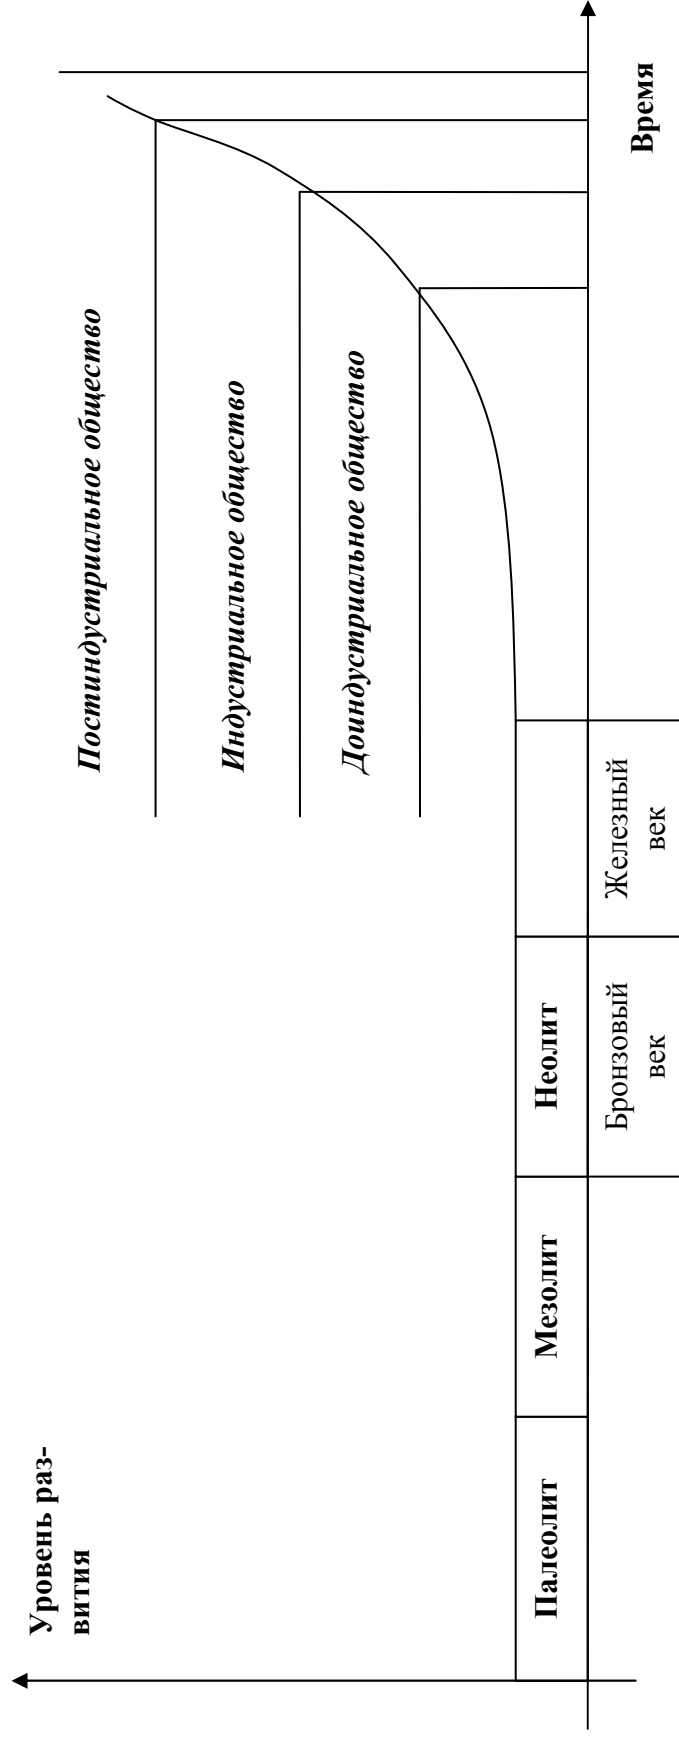 Уровень раз-
вития
Постиндустриальное общество
Индустриальное общество
Доиндустриальное общество
Палеолит
Мезолит
Неолит
Бронзовый
век
Железный
век
Время